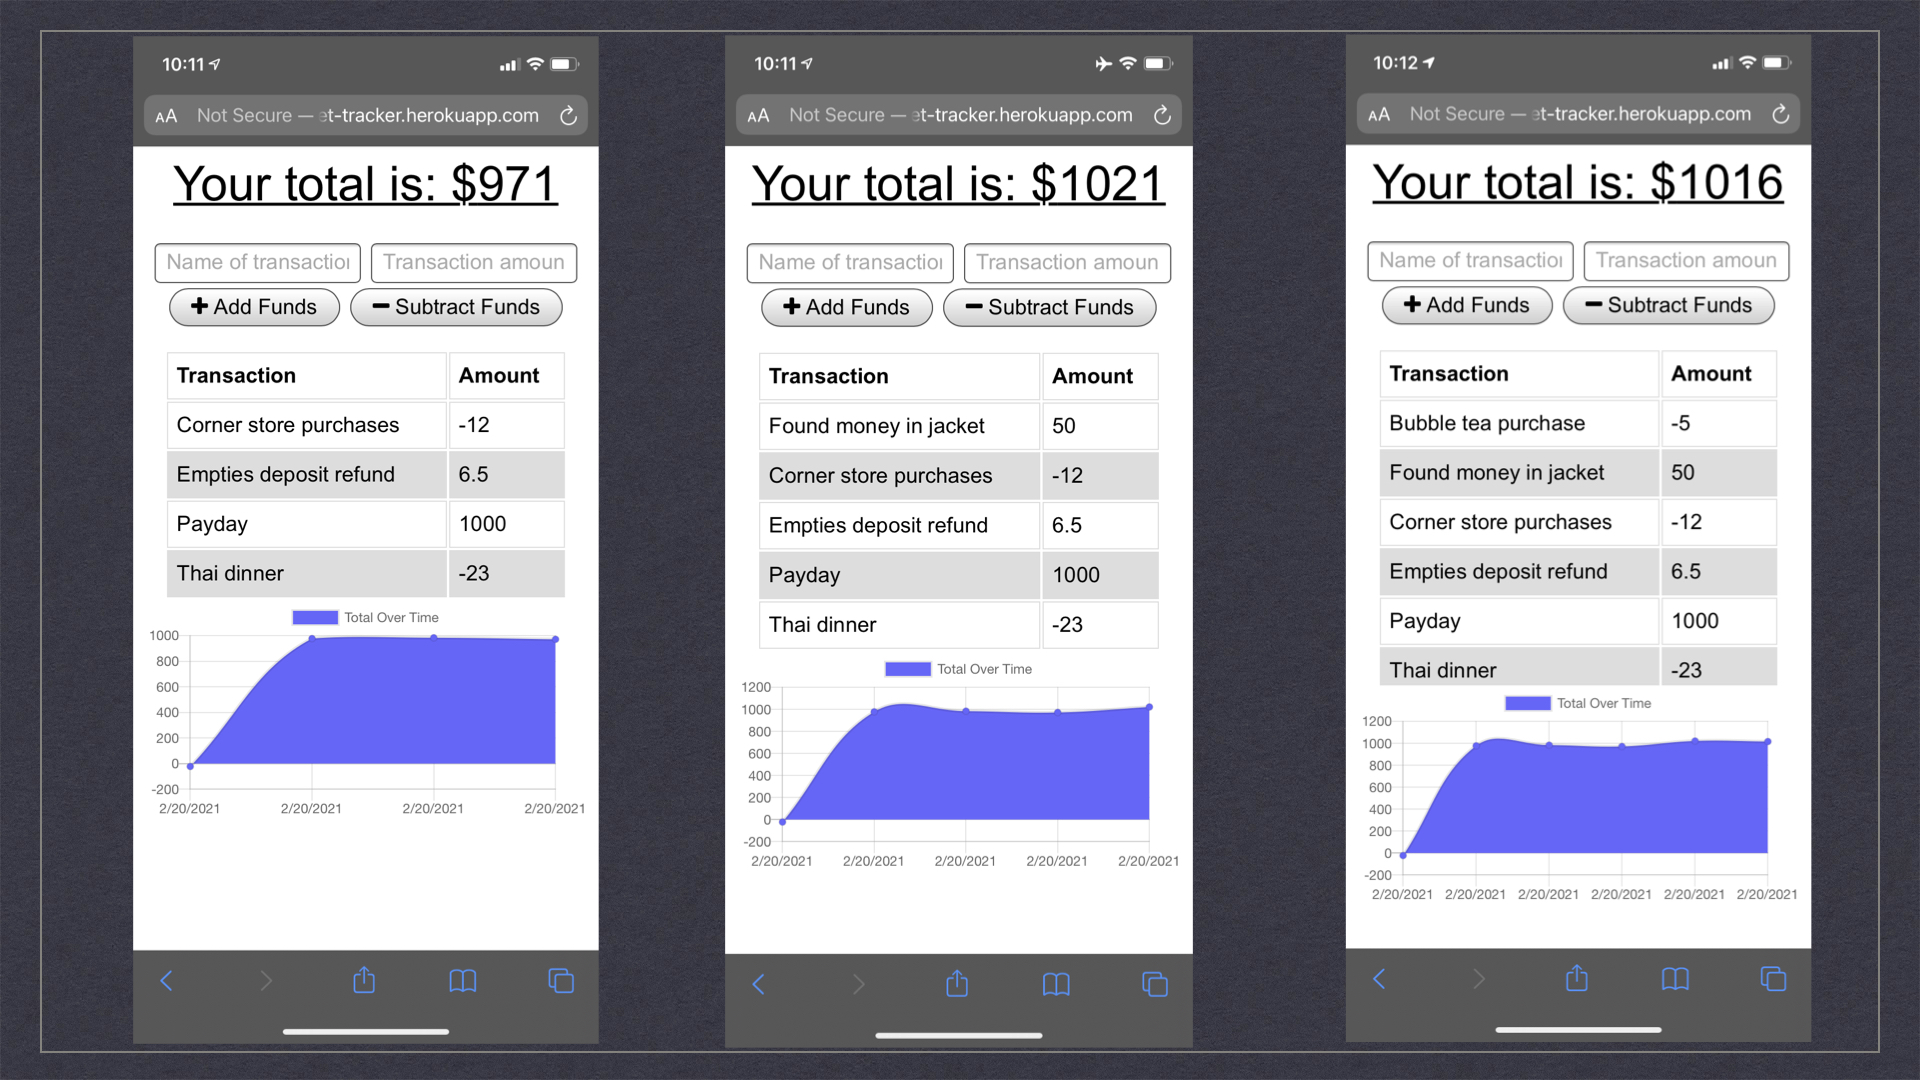 10:11
AA Not Secure — et-tracker.herokuapp.com
Your total is: $971
Name of transaction Transaction amoun
+ Add Funds − Subtract Funds
Transaction Amount
Corner store purchases -12
Empties deposit refund 6.5
Payday 1000
Thai dinner -23
Total Over Time
1000
800
600
400
200
0
-200
2/20/2021 2/20/2021 2/20/2021 2/20/2021
10:11
AA Not Secure — et-tracker.herokuapp.com
Your total is: $1021
Name of transaction Transaction amoun
+ Add Funds − Subtract Funds
Transaction Amount
Found money in jacket 50
Corner store purchases -12
Empties deposit refund 6.5
Payday 1000
Thai dinner -23
Total Over Time
1200
1000
800
600
400
200
0
-200
2/20/2021 2/20/2021 2/20/2021 2/20/2021 2/20/2021
10:12
AA Not Secure — et-tracker.herokuapp.com
Your total is: $1016
Name of transaction Transaction amoun
+ Add Funds − Subtract Funds
Transaction Amount
Bubble tea purchase -5
Found money in jacket 50
Corner store purchases -12
Empties deposit refund 6.5
Payday 1000
Thai dinner -23
Total Over Time
1200
1000
800
600
400
200
0
-200
2/20/2021 2/20/2021 2/20/2021 2/20/2021 2/20/2021 2/20/2021